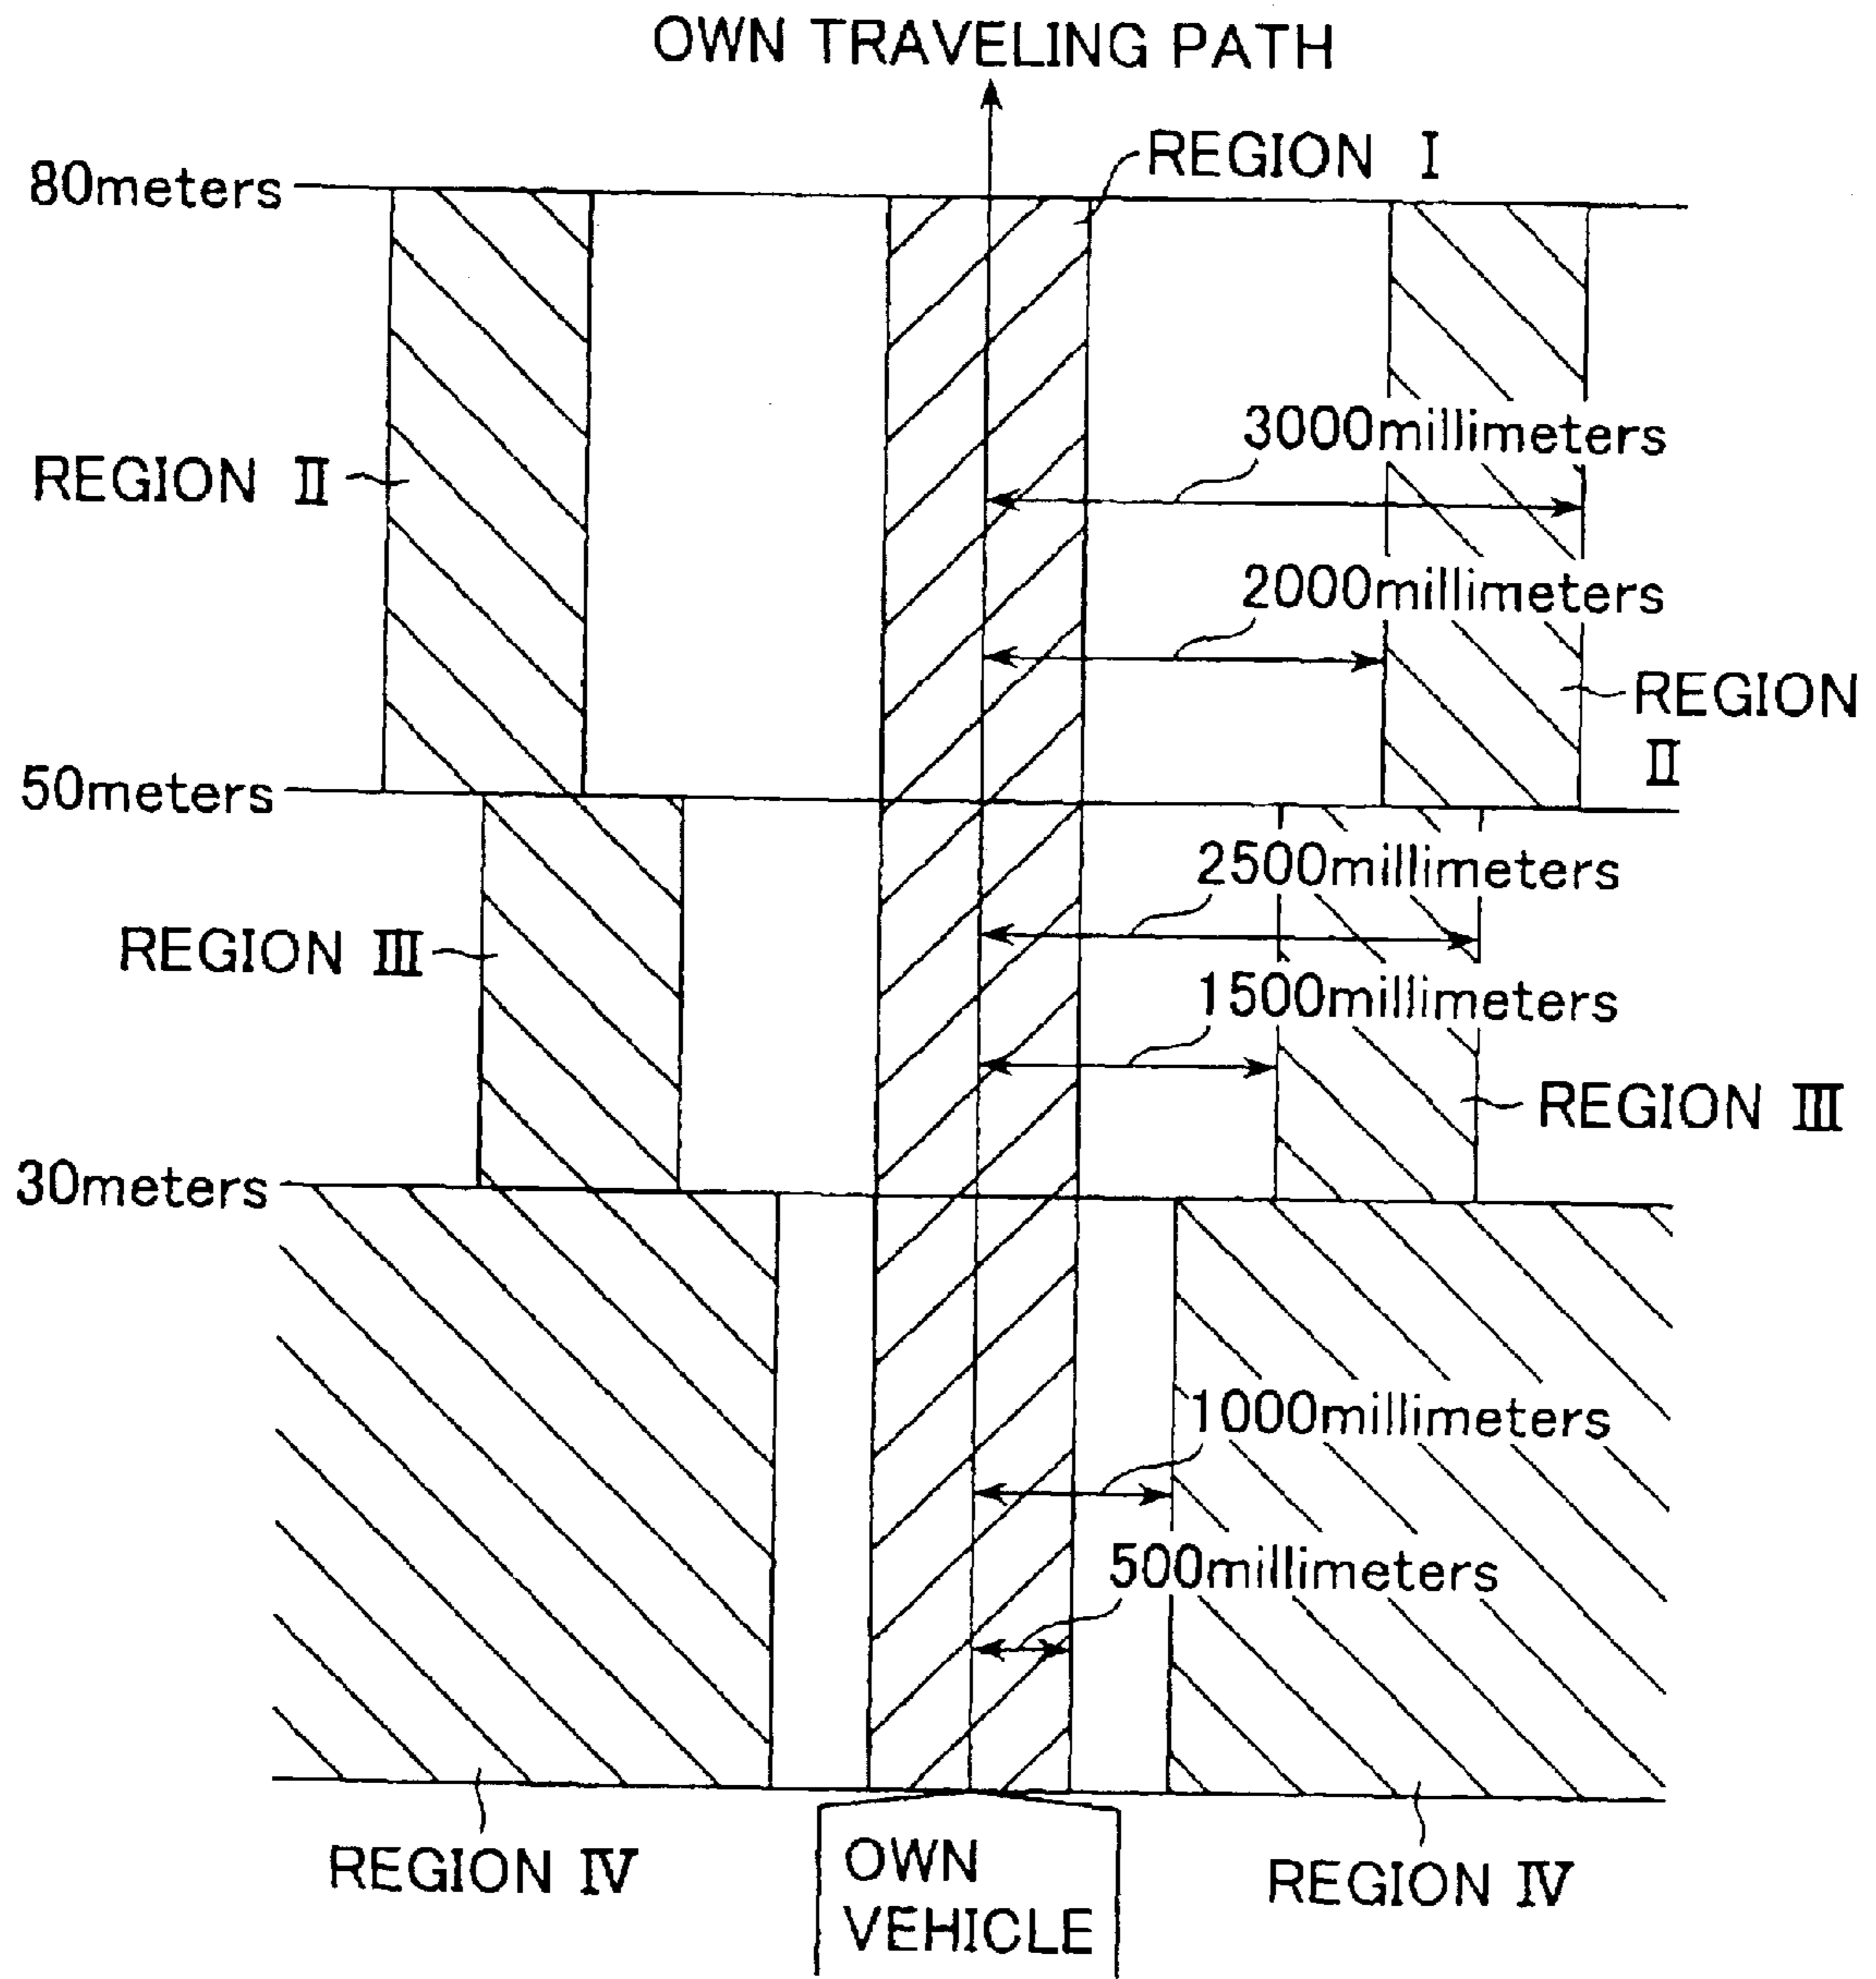 OWN TRAVELING PATH
REGION I
80meters
3000millimeters
REGION II
2000millimeters
REGION
II
50meters
2500millimeters
REGION III
1500millimeters
REGION III
30meters
1000millimeters
500millimeters
REGION IV
OWN
VEHICLE
REGION IV